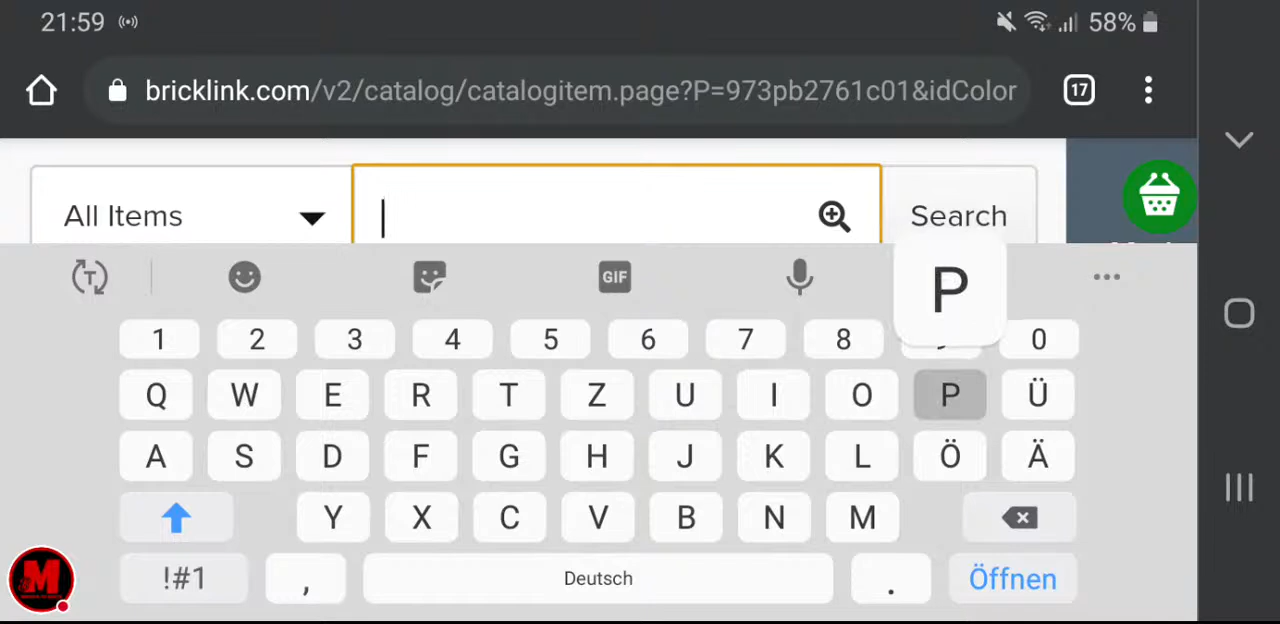 21:59 58%
bricklink.com/v2/catalog/catalogitem.page?P=973pb2761c01&idColor 17
All Items Search
T GIF P
1 2 3 4 5 6 7 8 0
Q W E R T Z U I O P Ü
A S D F G H J K L Ö Ä
Y X C V B N M
!#1 , Deutsch . Öffnen
M